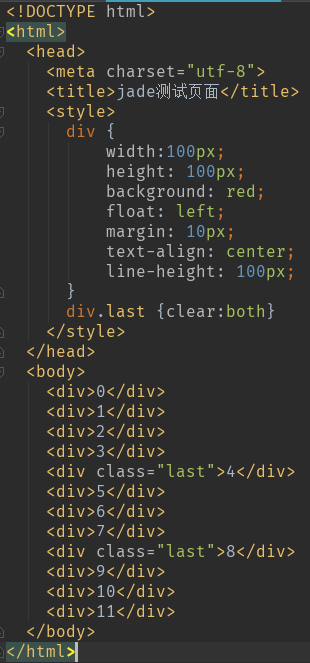 <!DOCTYPE html>
<html>
  <head>
    <meta charset="utf-8">
    <title>jade测试页面</title>
    <style>
      div {
          width:100px;
          height: 100px;
          background: red;
          float: left;
          margin: 10px;
          text-align: center;
          line-height: 100px;
      }
      div.last {clear:both}
    </style>
  </head>
  <body>
    <div>0</div>
    <div>1</div>
    <div>2</div>
    <div>3</div>
    <div class="last">4</div>
    <div>5</div>
    <div>6</div>
    <div>7</div>
    <div class="last">8</div>
    <div>9</div>
    <div>10</div>
    <div>11</div>
  </body>
</html>